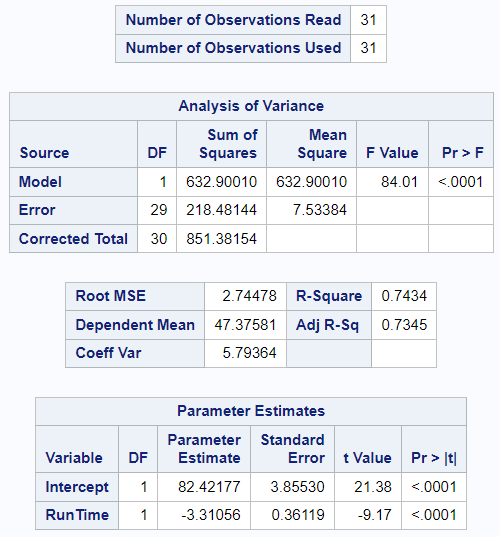 Number of Observations Read 31
Number of Observations Used 31
Analysis of Variance
Source DF Sum of Squares Mean Square F Value Pr > F
Model 1 632.90010 632.90010 84.01 <.0001
Error 29 218.48144 7.53384
Corrected Total 30 851.38154
Root MSE 2.74478 R-Square 0.7434
Dependent Mean 47.37581 Adj R-Sq 0.7345
Coeff Var 5.79364
Parameter Estimates
Variable DF Parameter Estimate Standard Error t Value Pr > |t|
Intercept 1 82.42177 3.85530 21.38 <.0001
RunTime 1 -3.31056 0.36119 -9.17 <.0001